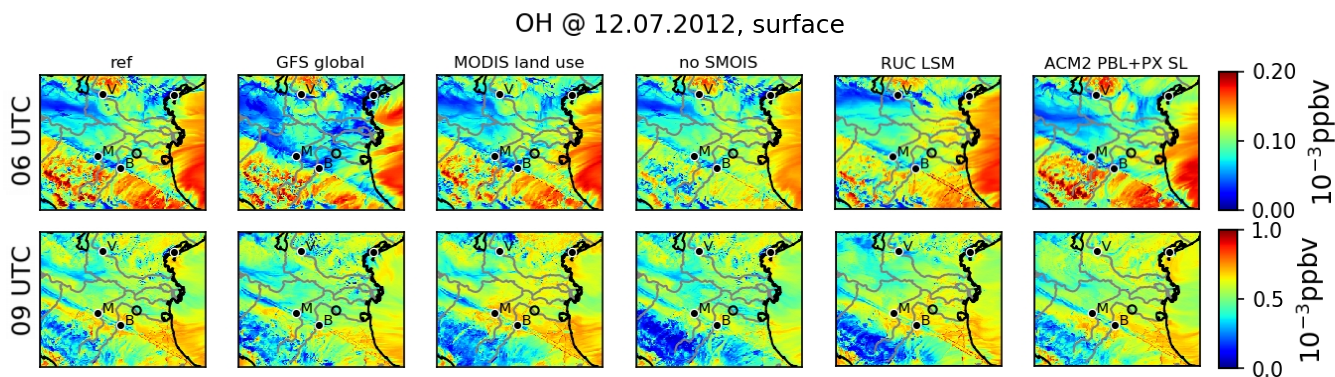 OH @ 12.07.2012, surface
ref GFS global MODIS land use no SMOIS RUC LSM ACM2 PBL+PX SL
06 UTC
V M B V M B V M B V M B V M B V M B
0.20
0.10
0.00
10⁻³ppbv
09 UTC
V M B V M B V M B V M B V M B V M B
1.0
0.5
0.0
10⁻³ppbv